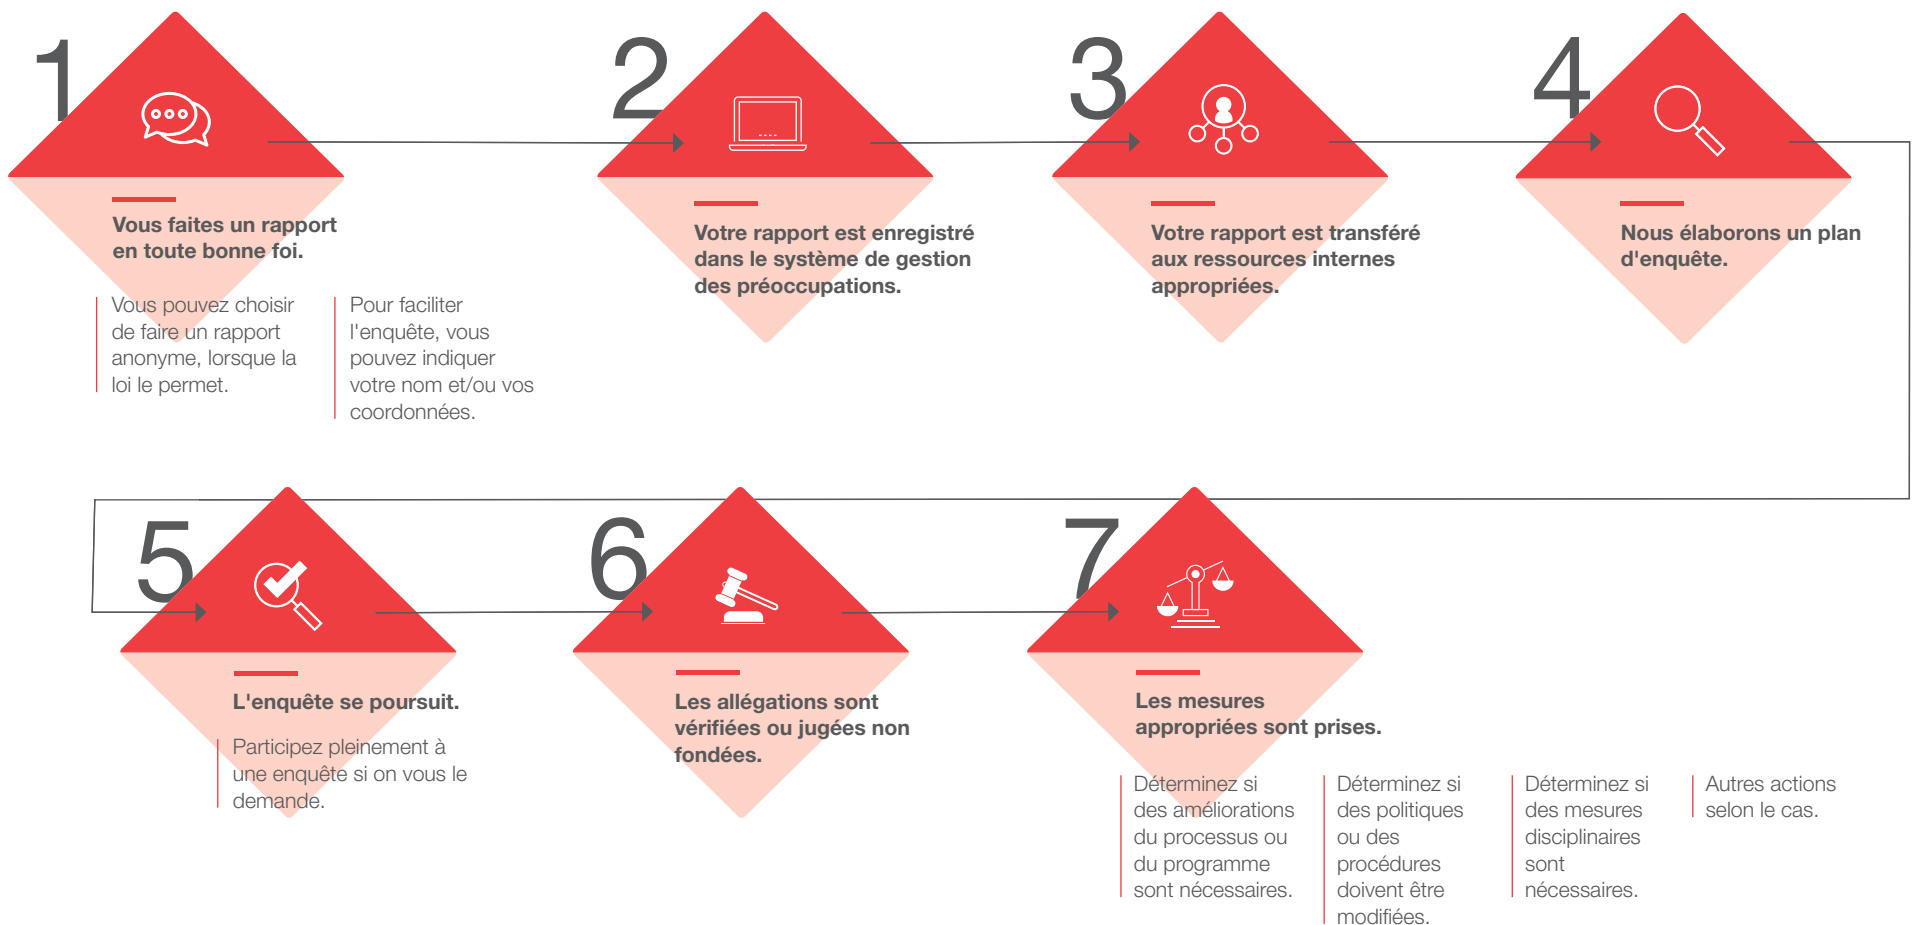 1
Vous faites un rapport
en toute bonne foi.
Vous pouvez choisir
de faire un rapport
anonyme, lorsque la
loi le permet.
Pour faciliter
l'enquête, vous
pouvez indiquer
votre nom et/ou vos
coordonnées.
2
Votre rapport est enregistré
dans le système de gestion
des préoccupations.
3
Votre rapport est transféré
aux ressources internes
appropriées.
4
Nous élaborons un plan
d'enquête.
5
L'enquête se poursuit.
Participez pleinement à
une enquête si on vous le
demande.
6
Les allégations sont
vérifiées ou jugées non
fondées.
7
Les mesures
appropriées sont prises.
Déterminez si
des améliorations
du processus ou
du programme
sont nécessaires.
Déterminez si
des politiques
ou des
procédures
doivent être
modifiées.
Déterminez si
des mesures
disciplinaires
sont
nécessaires.
Autres actions
selon le cas.